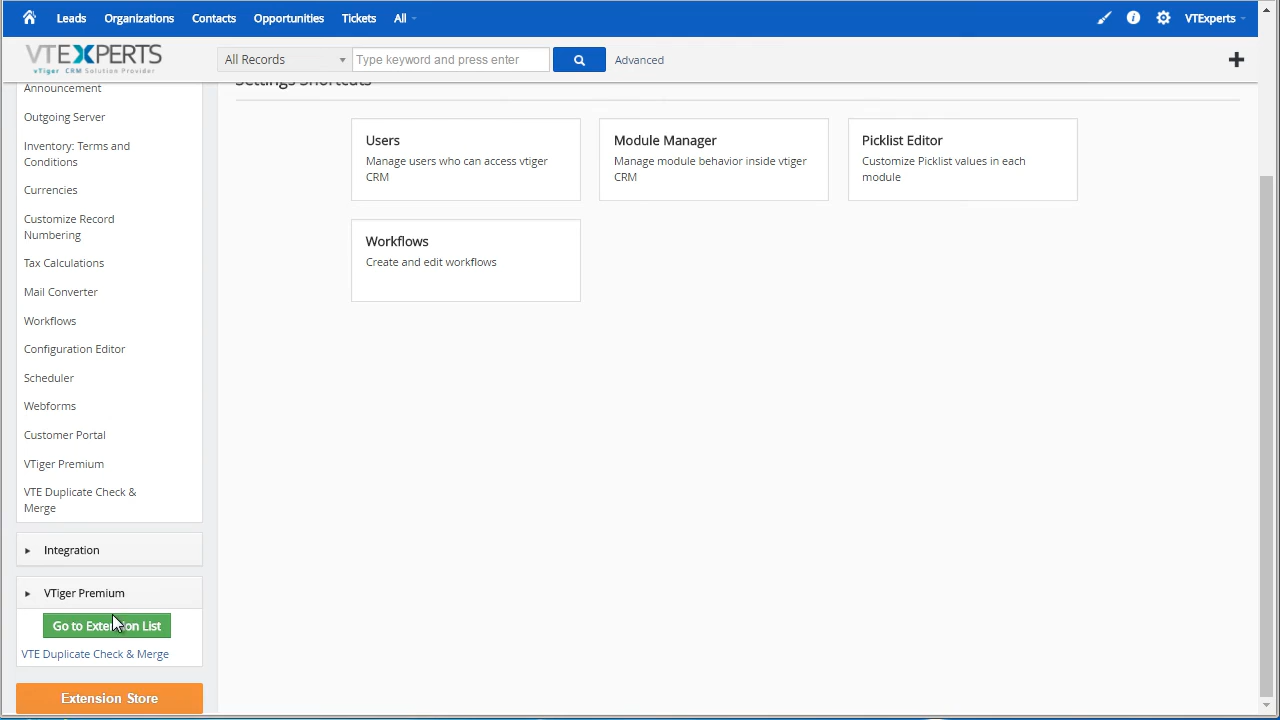 Leads Organizations Contacts Opportunities Tickets All VTExperts
VTEXPERTS
vTiger CRM Solution Provider
All Records Type keyword and press enter Advanced
Settings Shortcuts
Announcement
Outgoing Server
Inventory: Terms and
Conditions
Currencies
Customize Record
Numbering
Tax Calculations
Mail Converter
Workflows
Configuration Editor
Scheduler
Webforms
Customer Portal
VTiger Premium
VTE Duplicate Check &
Merge
Integration
VTiger Premium
Go to Extension List
VTE Duplicate Check & Merge
Extension Store
Users
Manage users who can access vtiger
CRM
Module Manager
Manage module behavior inside vtiger
CRM
Picklist Editor
Customize Picklist values in each
module
Workflows
Create and edit workflows